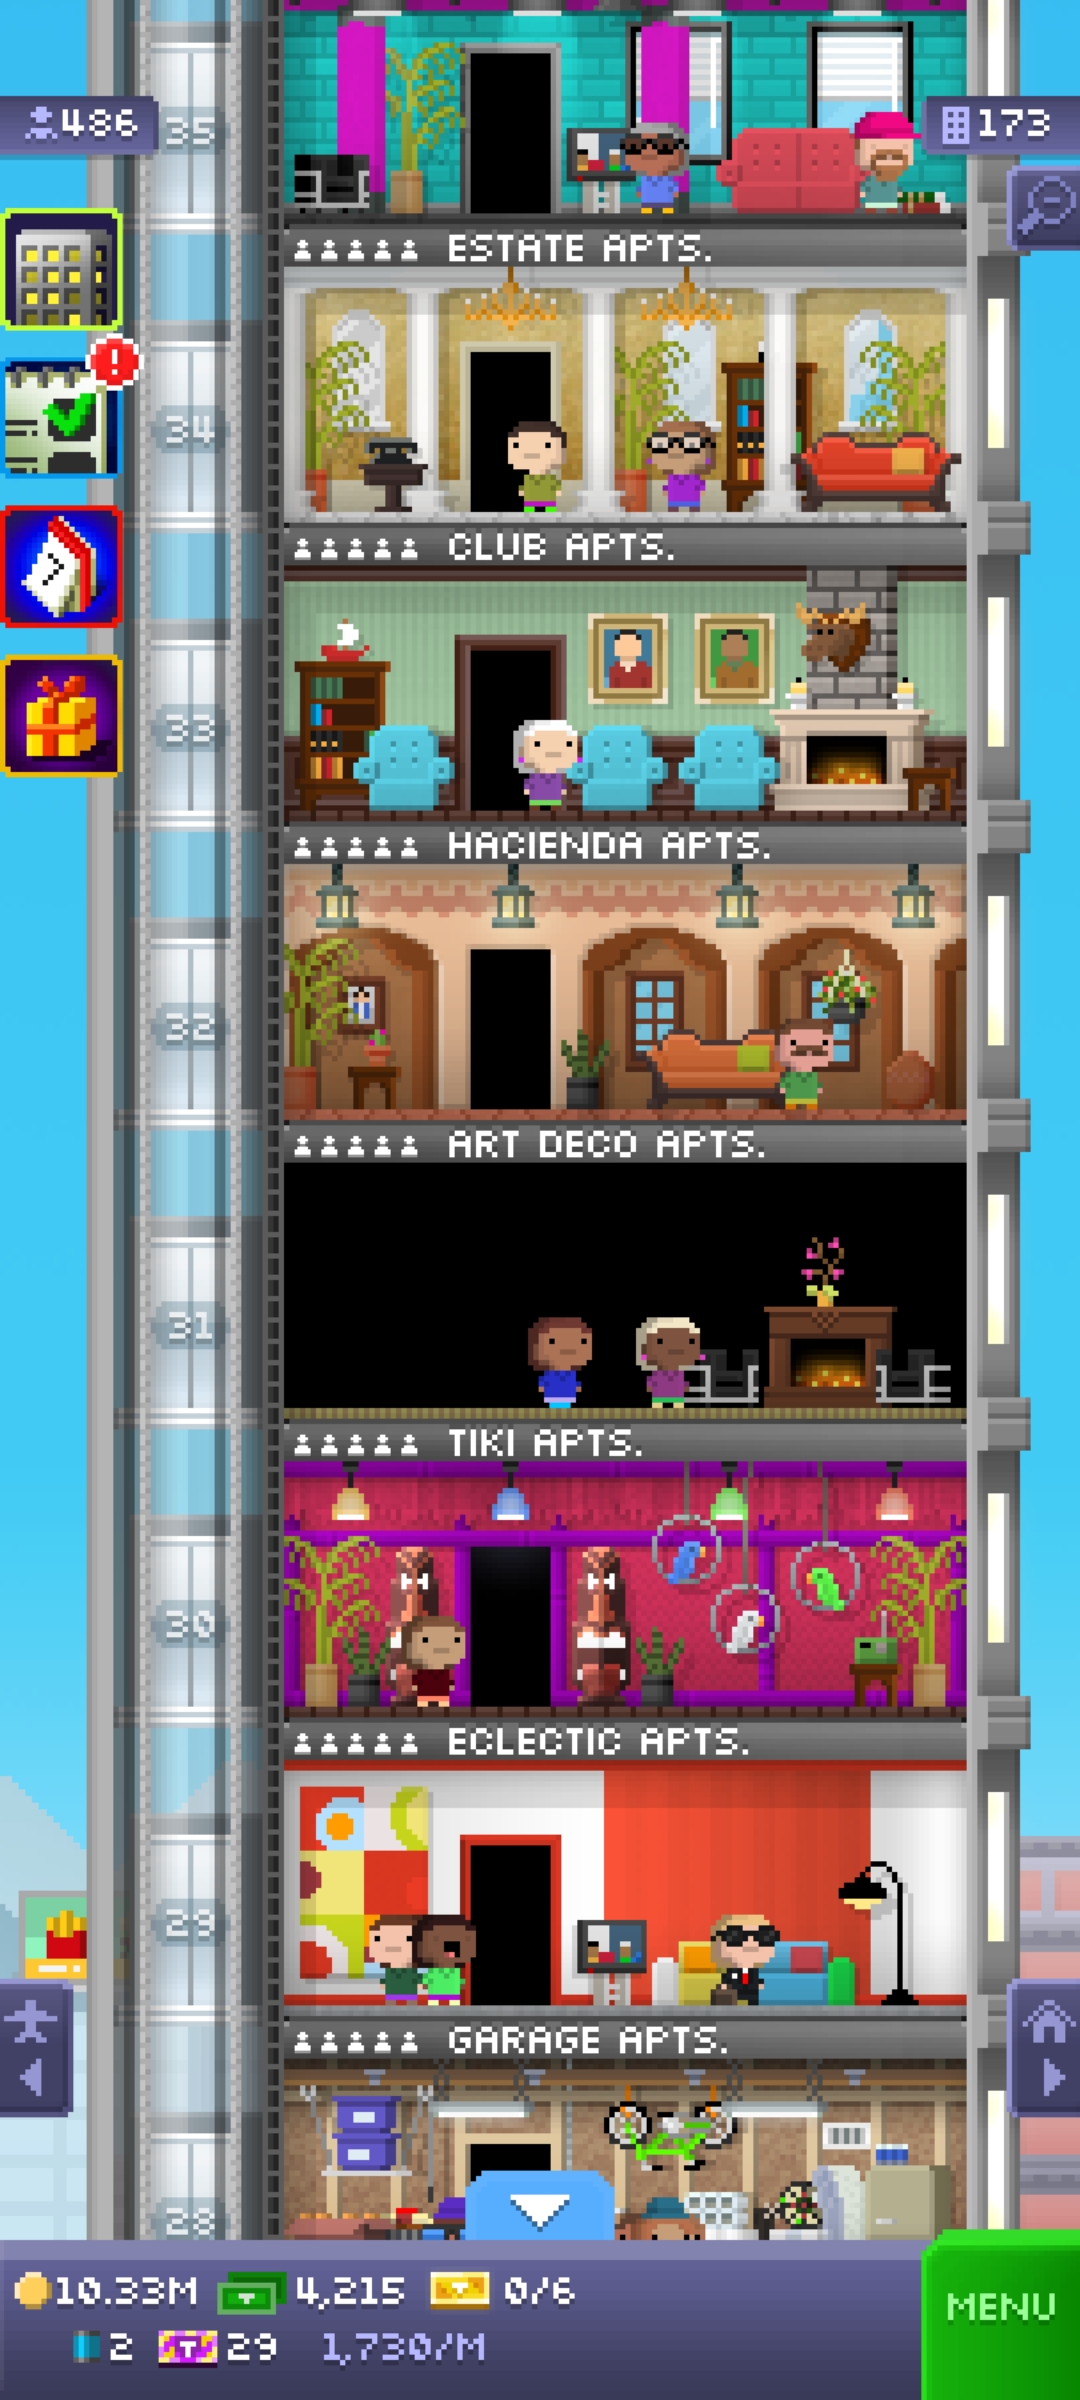 35
486
173
ESTATE APTS.
34
CLUB APTS.
7
33
HACIENDA APTS.
32
ART DECO APTS.
31
TIKI APTS.
30
ECLECTIC APTS.
29
GARAGE APTS.
28
10.33M 4,215 0/6
MENU
2 29 1,730/M